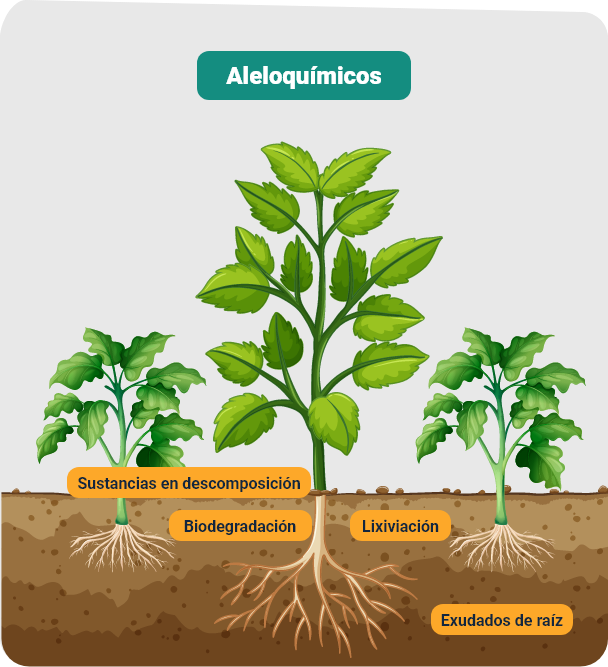 Aleloquímicos
Sustancias en descomposición
Biodegradación
Lixiviación
Exudados de raíz